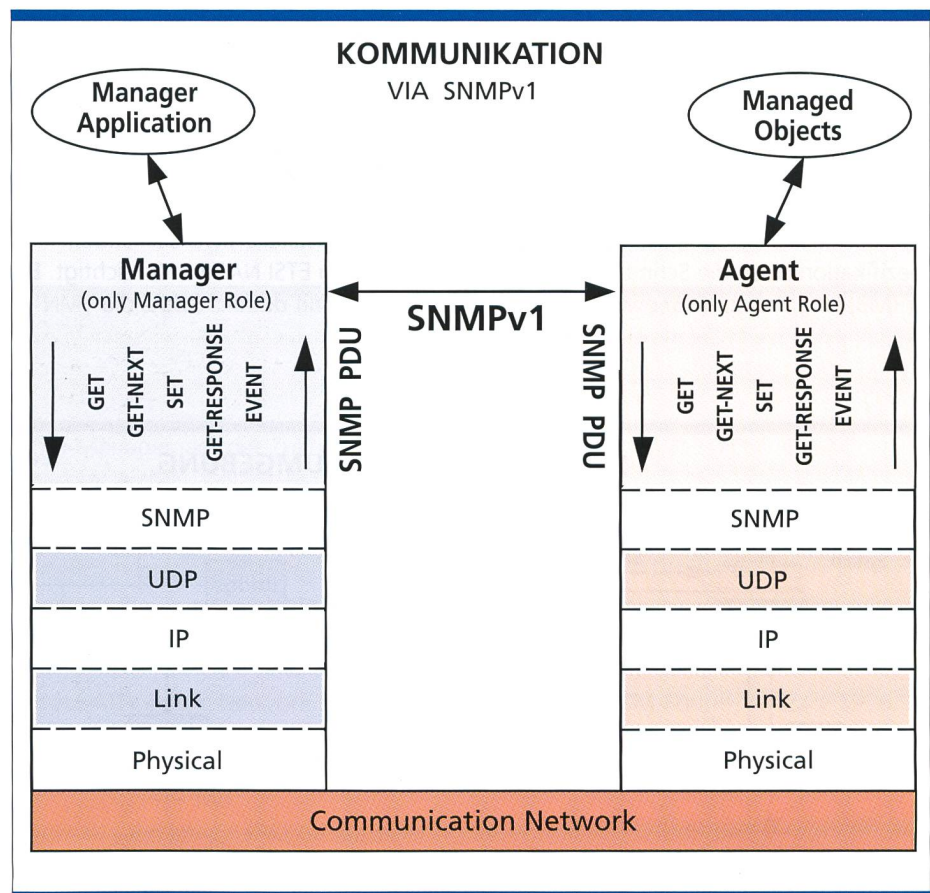 KOMMUNIKATION
VIA SNMPv1
Manager
Application
Managed
Objects
Manager
(only Manager Role)
SNMPv1
Agent
(only Agent Role)
GET
GET-NEXT
SET
GET-RESPONSE
EVENT
SNMP PDU
SNMP PDU
GET
GET-NEXT
SET
GET-RESPONSE
EVENT
SNMP
UDP
IP
Link
Physical
SNMP
UDP
IP
Link
Physical
Communication Network